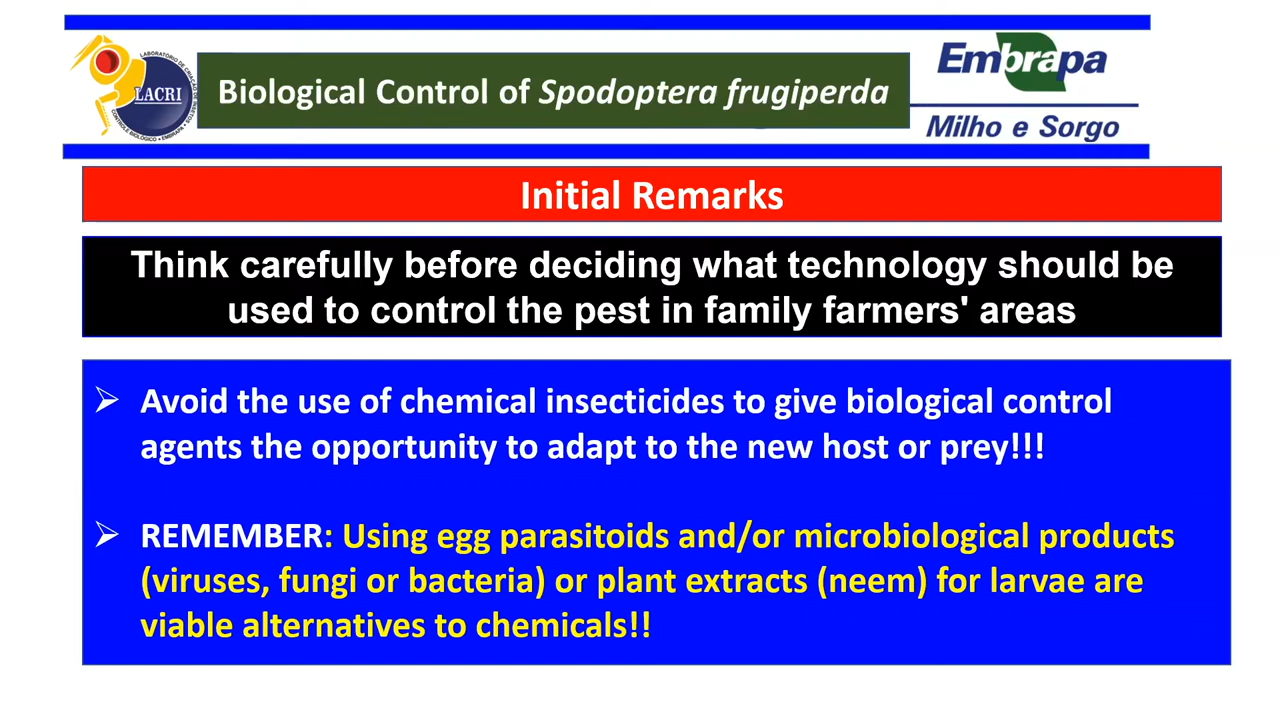 LACRI
Biological Control of Spodoptera frugiperda
Embrapa
Milho e Sorgo
Initial Remarks
Think carefully before deciding what technology should be
used to control the pest in family farmers' areas
Avoid the use of chemical insecticides to give biological control
agents the opportunity to adapt to the new host or prey!!!
REMEMBER: Using egg parasitoids and/or microbiological products
(viruses, fungi or bacteria) or plant extracts (neem) for larvae are
viable alternatives to chemicals!!